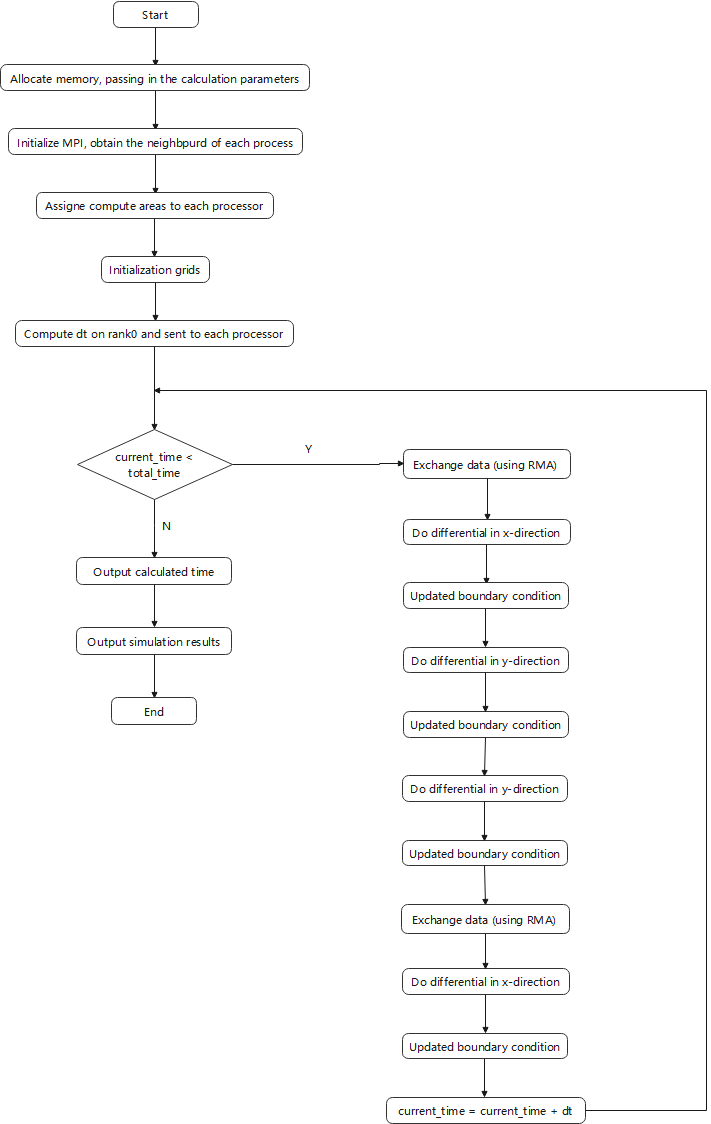 Start
Allocate memory, passing in the calculation parameters
Initialize MPI, obtain the neighbpurd of each process
Assigne compute areas to each processor
Initialization grids
Compute dt on rank0 and sent to each processor
current_time <
total_time
Y
N
Output calculated time
Output simulation results
End
Exchange data (using RMA)
Do differential in x-direction
Updated boundary condition
Do differential in y-direction
Updated boundary condition
Do differential in y-direction
Updated boundary condition
Exchange data (using RMA)
Do differential in x-direction
Updated boundary condition
current_time = current_time + dt